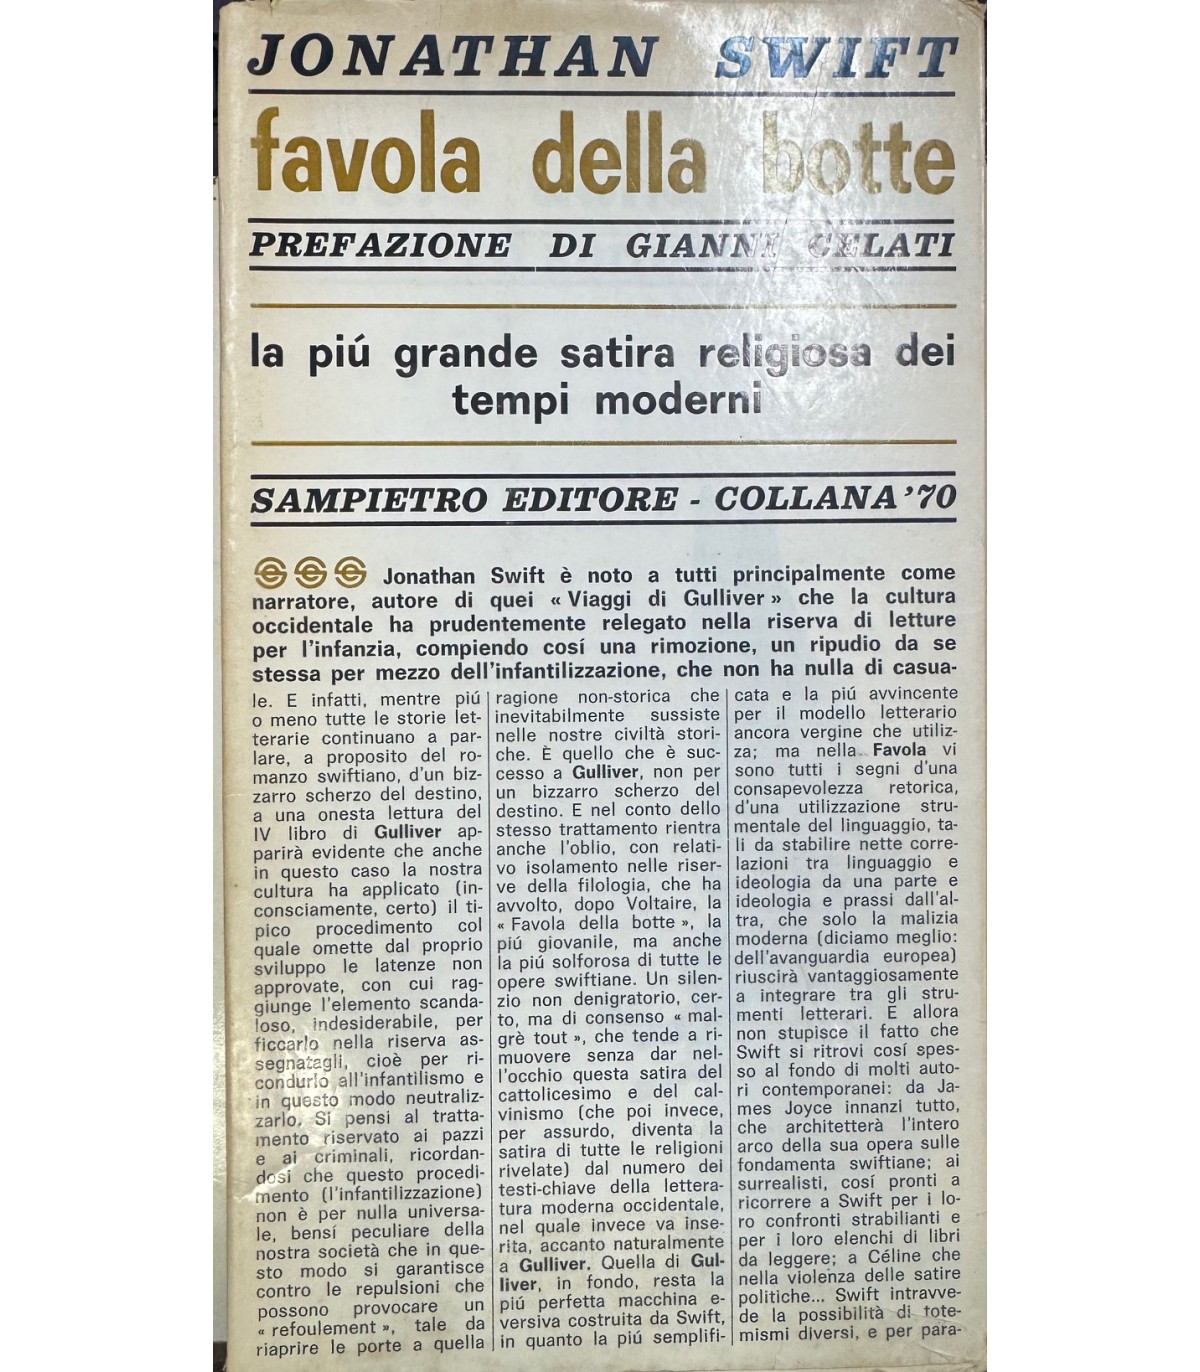 JONATHAN SWIFT
favola della botte
PREFAZIONE DI GIANNI CELATI
la piú grande satira religiosa dei
tempi moderni
SAMPIETRO EDITORE - COLLANA '70
Jonathan Swift è noto a tutti principalmente come
narratore, autore di quei « Viaggi di Gulliver » che la cultura
occidentale ha prudentemente relegato nella riserva di letture
per l'infanzia, compiendo cosí una rimozione, un ripudio da se
stessa per mezzo dell'infantilizzazione, che non ha nulla di casua-
le. E infatti, mentre piú
o meno tutte le storie let-
terarie continuano a par-
lare, a proposito del ro-
manzo swiftiano, d'un biz-
zarro scherzo del destino,
a una onesta lettura del
IV libro di Gulliver ap-
parirà evidente che anche
in questo caso la nostra
cultura ha applicato (in-
consciamente, certo) il ti-
pico procedimento col
quale omette dal proprio
sviluppo le latenze non
approvate, con cui rag-
giunge l'elemento scanda-
loso, indesiderabile, per
ficcarlo nella riserva as-
segnatagli, cioè per ri-
condurlo all'infantilismo e
in questo modo neutraliz-
zarlo. Si pensi al tratta-
mento riservato ai pazzi
e ai criminali, ricordan-
dosi che questo procedi-
mento (l'infantilizzazione)
non è per nulla universa-
le, bensí peculiare della
nostra società che in que-
sto modo si garantisce
contro le repulsioni che
possono provocare un
« refoulement », tale da
riaprire le porte a quella
ragione non-storica che
inevitabilmente sussiste
nelle nostre civiltà stori-
che. È quello che è suc-
cesso a Gulliver, non per
un bizzarro scherzo del
destino. E nel conto dello
stesso trattamento rientra
anche l'oblio, con relati-
vo isolamento nelle riser-
ve della filologia, che ha
avvolto, dopo Voltaire, la
« Favola della botte », la
piú giovanile, ma anche
la piú solforosa di tutte le
opere swiftiane. Un silen-
zio non denigratorio, cer-
to, ma di consenso « mal-
grè tout », che tende a ri-
muovere senza dar nel-
l'occhio questa satira del
cattolicesimo e del cal-
vinismo (che poi invece,
per assurdo, diventa la
satira di tutte le religioni
rivelate) dal numero dei
testi-chiave della lettera-
tura moderna occidentale,
nel quale invece va inse-
rita, accanto naturalmente
a Gulliver. Quella di Gul-
liver, in fondo, resta la
piú perfetta macchina e-
versiva costruita da Swift,
in quanto la piú semplifi-
cata e la piú avvincente
per il modello letterario
ancora vergine che utiliz-
za; ma nella Favola vi
sono tutti i segni d'una
consapevolezza retorica,
d'una utilizzazione stru-
mentale del linguaggio, ta-
li da stabilire nette corre-
lazioni tra linguaggio e
ideologia da una parte e
ideologia e prassi dall'al-
tra, che solo la malizia
moderna (diciamo meglio:
dell'avanguardia europea)
riuscirà vantaggiosamente
a integrare tra gli stru-
menti letterari. E allora
non stupisce il fatto che
Swift si ritrovi cosí spes-
so al fondo di molti auto-
ri contemporanei: da Ja-
mes Joyce innanzi tutto,
che architetterà l'intero
arco della sua opera sulle
fondamenta swiftiane; ai
surrealisti, cosí pronti a
ricorrere a Swift per i lo-
ro confronti strabilianti e
per i loro elenchi di libri
da leggere; a Céline che
nella violenza delle satire
politiche... Swift intravve-
de la possibilità di tote-
mismi diversi, e per para-